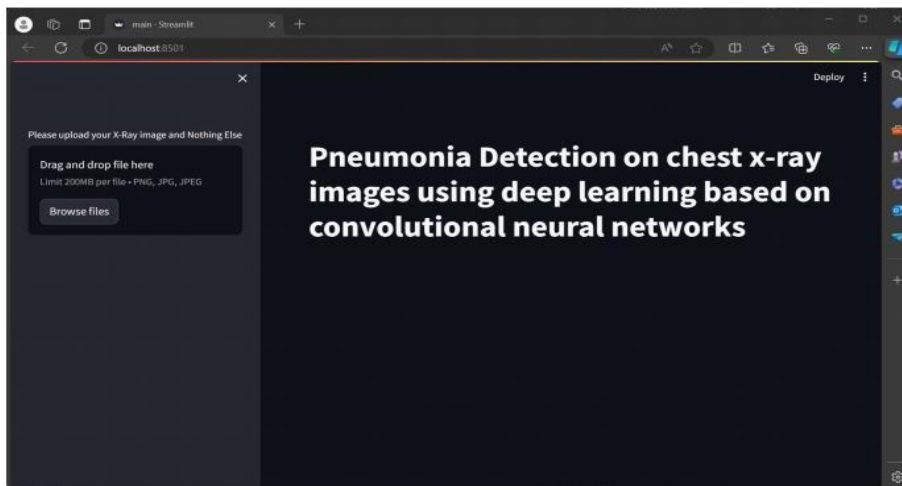 main - Streamlit
localhost:8501
Deploy
Please upload your X-Ray image and Nothing Else
Drag and drop file here
Limit 200MB per file • PNG, JPG, JPEG
Browse files
Pneumonia Detection on chest x-ray
images using deep learning based on
convolutional neural networks